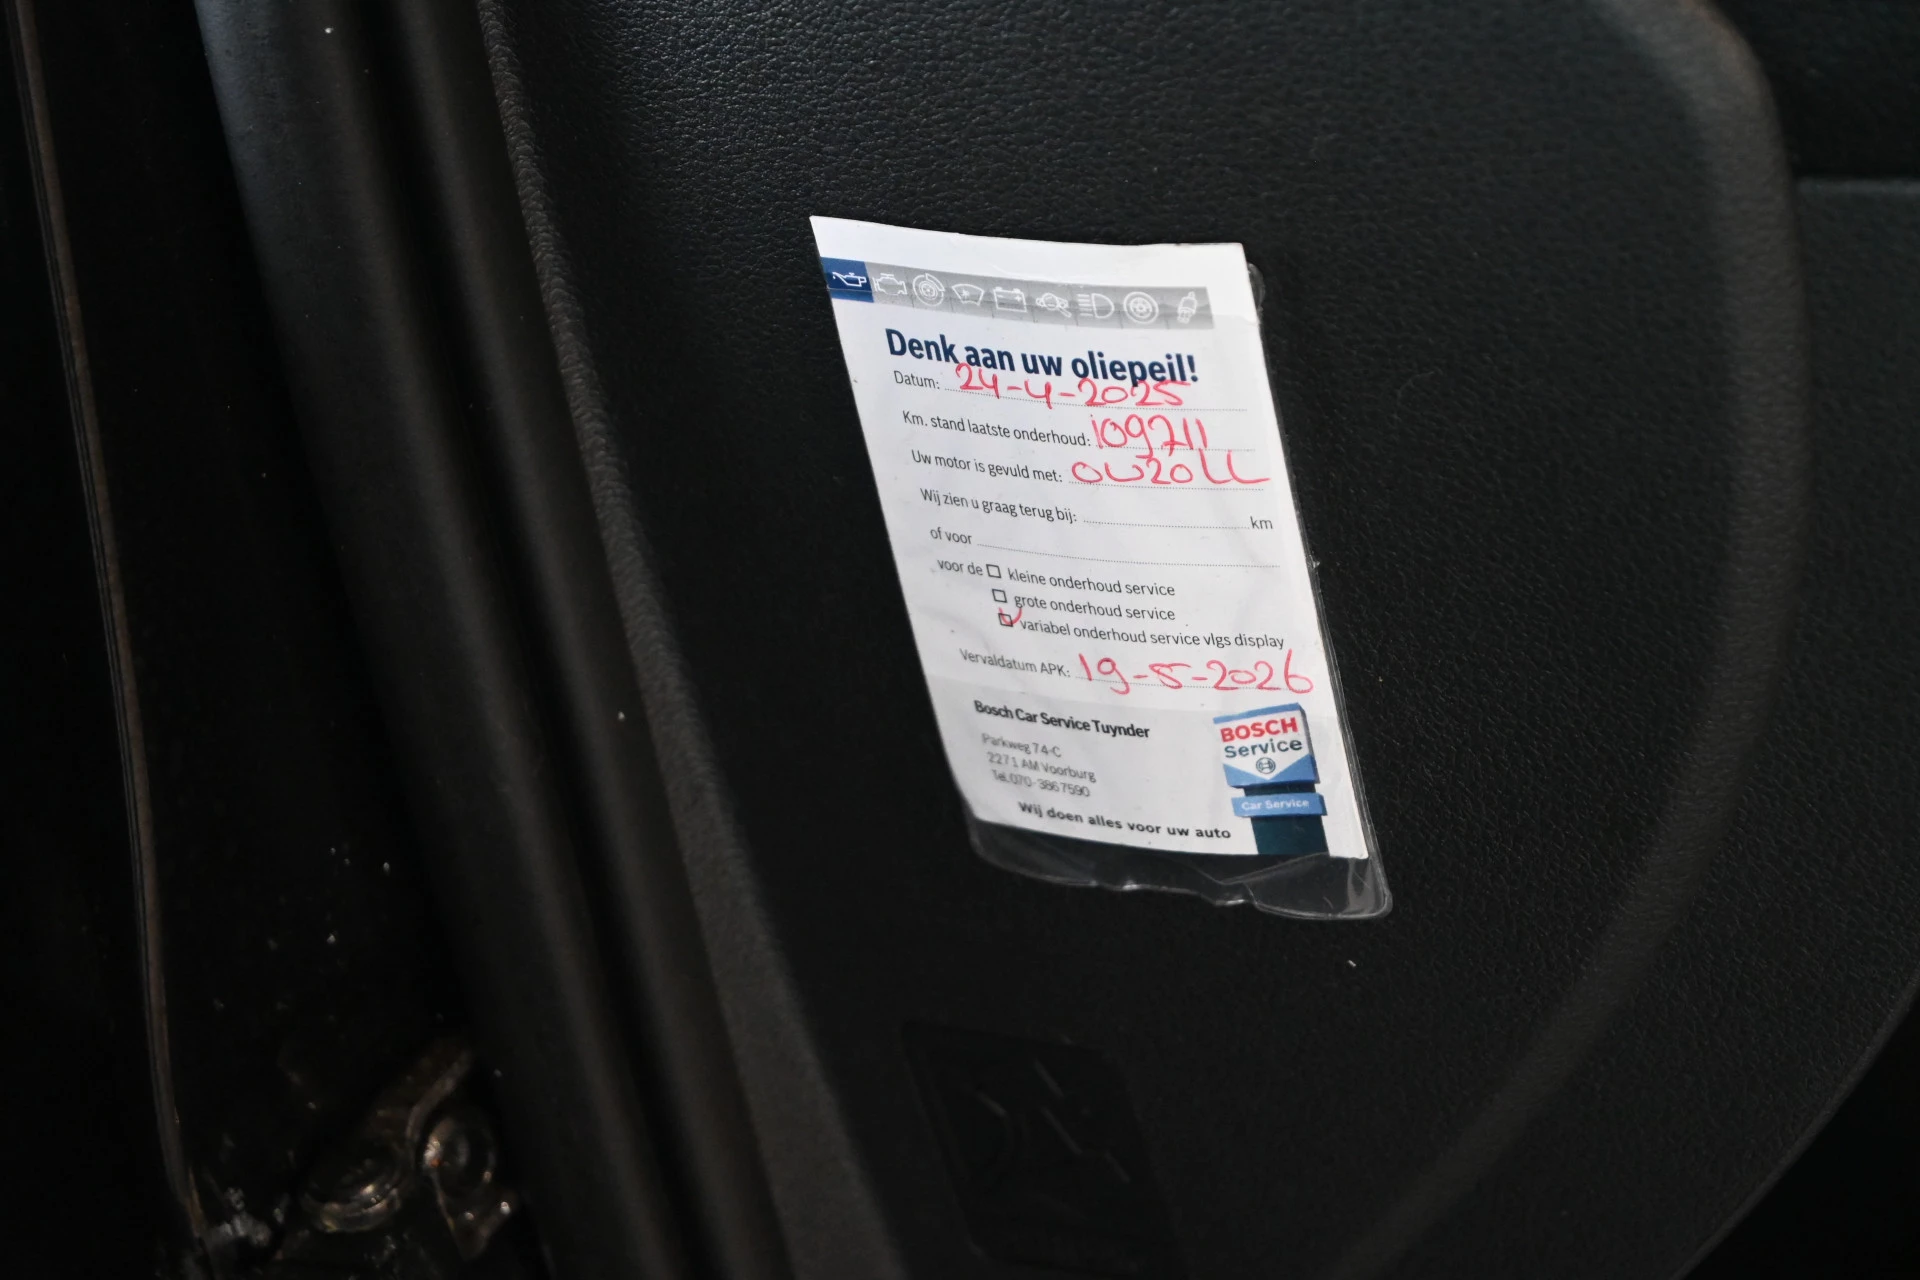 Denk aan uw oliepeil!
Datum: 24-4-2025
Km. stand laatste onderhoud: 109711
Uw motor is gevuld met: 0W20 LL
Wij zien u graag terug bij: km
of voor
voor de ☐ kleine onderhoud service
☐ grote onderhoud service
☑ variabel onderhoud service vlgs display
Vervaldatum APK: 19-5-2026
Bosch Car Service Tuynder
Parkweg 74-C
2271 AM Voorburg
Tel.070-3867590
Wij doen alles voor uw auto
BOSCH
Service
Car Service